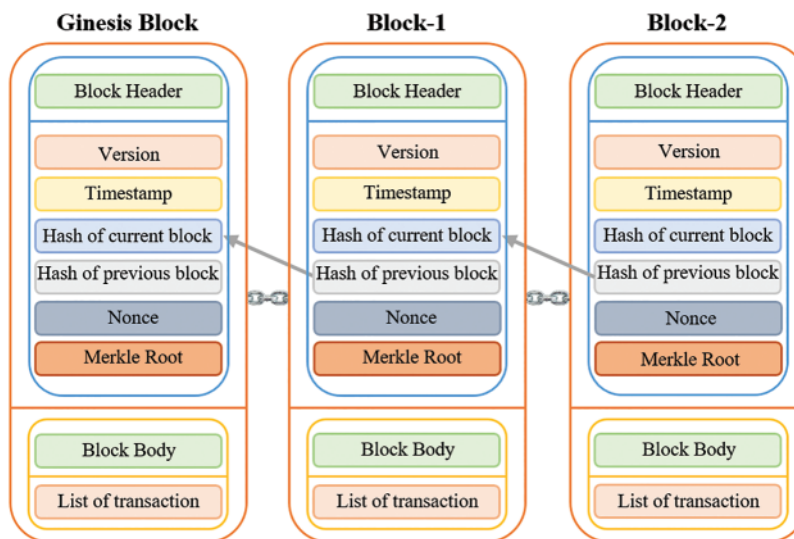 Ginesis Block
Block Header
Version
Timestamp
Hash of current block
Hash of previous block
Nonce
Merkle Root
Block Body
List of transaction
Block-1
Block Header
Version
Timestamp
Hash of current block
Hash of previous block
Nonce
Merkle Root
Block Body
List of transaction
Block-2
Block Header
Version
Timestamp
Hash of current block
Hash of previous block
Nonce
Merkle Root
Block Body
List of transaction